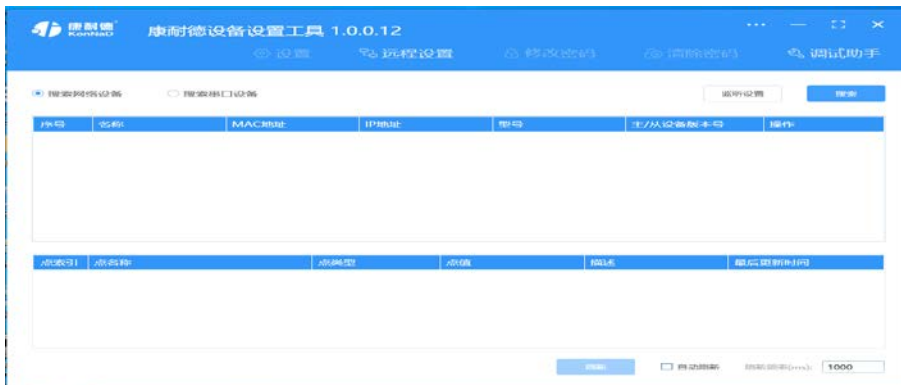 康耐德 KonNaD 康耐德设备设置工具 1.0.0.12
设置 远程设置 修改密码 清除密码 调试助手
搜索网络设备 搜索串口设备 监听设置 搜索
序号 名称 MAC地址 IP地址 型号 主/从设备版本号 操作
点索引 点名称 点类型 点值 描述 最后更新时间
刷新 自动刷新 (ms): 1000